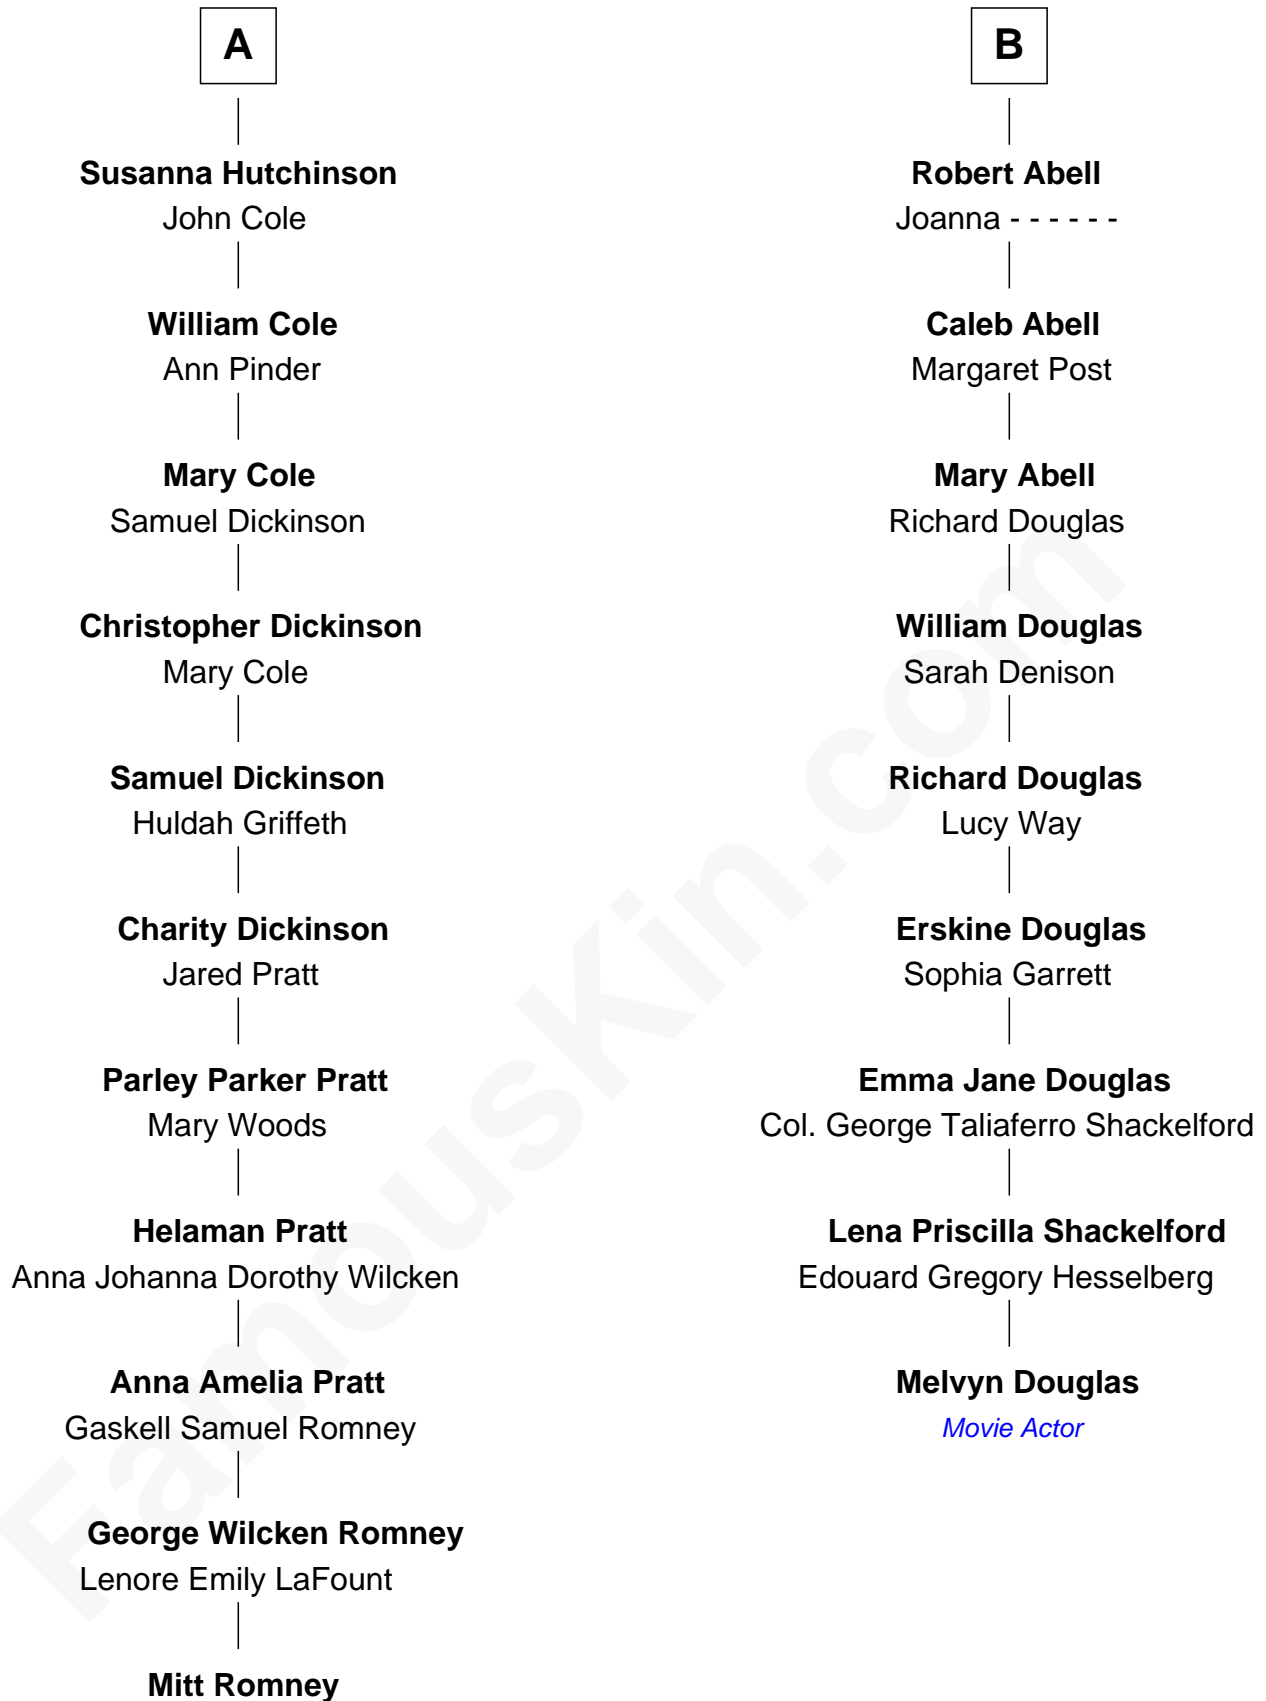 A
Susanna Hutchinson
John Cole
William Cole
Ann Pinder
Mary Cole
Samuel Dickinson
Christopher Dickinson
Mary Cole
Samuel Dickinson
Huldah Griffeth
Charity Dickinson
Jared Pratt
Parley Parker Pratt
Mary Woods
Helaman Pratt
Anna Johanna Dorothy Wilcken
Anna Amelia Pratt
Gaskell Samuel Romney
George Wilcken Romney
Lenore Emily LaFount
Mitt Romney
B
Robert Abell
Joanna - - - - - -
Caleb Abell
Margaret Post
Mary Abell
Richard Douglas
William Douglas
Sarah Denison
Richard Douglas
Lucy Way
Erskine Douglas
Sophia Garrett
Emma Jane Douglas
Col. George Taliaferro Shackelford
Lena Priscilla Shackelford
Edouard Gregory Hesselberg
Melvyn Douglas
Movie Actor
FamousKin.com